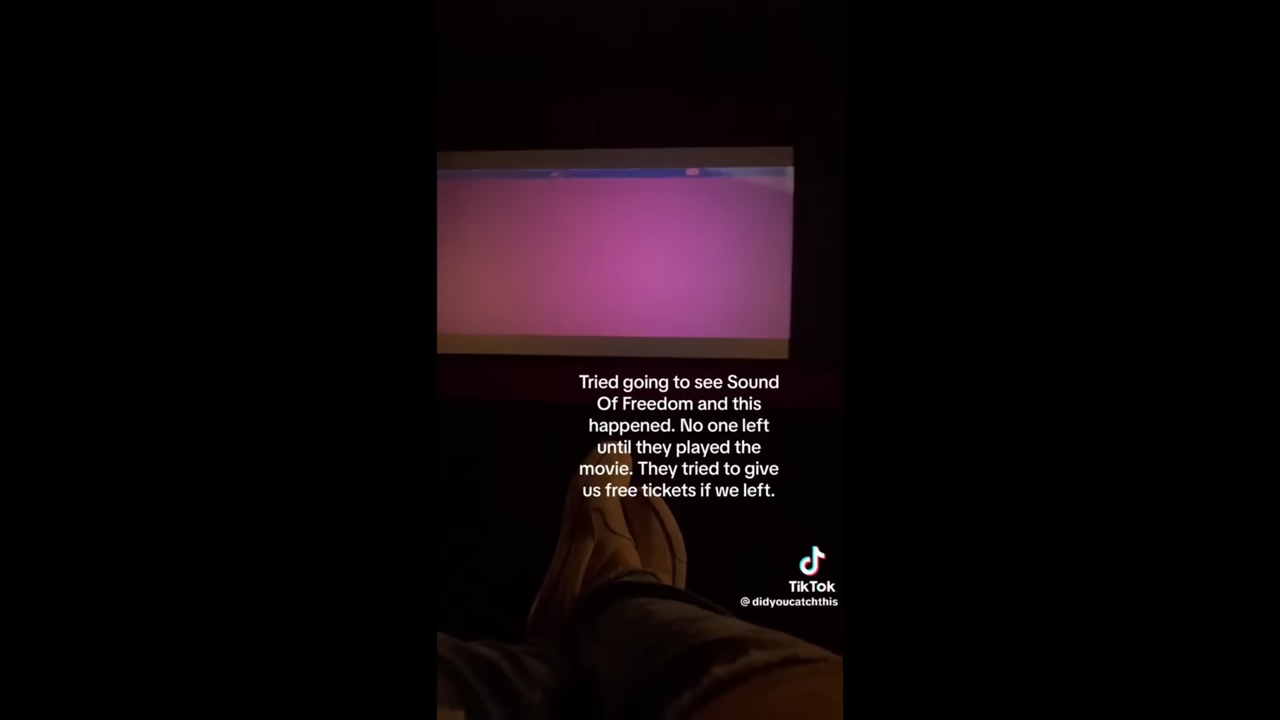 Tried going to see Sound
Of Freedom and this
happened. No one left
until they played the
movie. They tried to give
us free tickets if we left.
TikTok
@didyoucatchthis